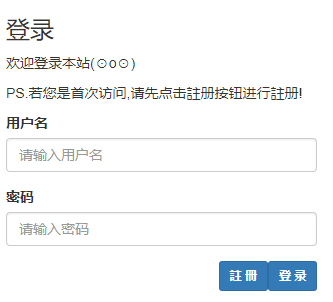 登录
欢迎登录本站(⊙o⊙)
PS.若您是首次访问,请先点击註册按钮进行註册!
用户名
请输入用户名
密码
请输入密码
註 冊 登 录